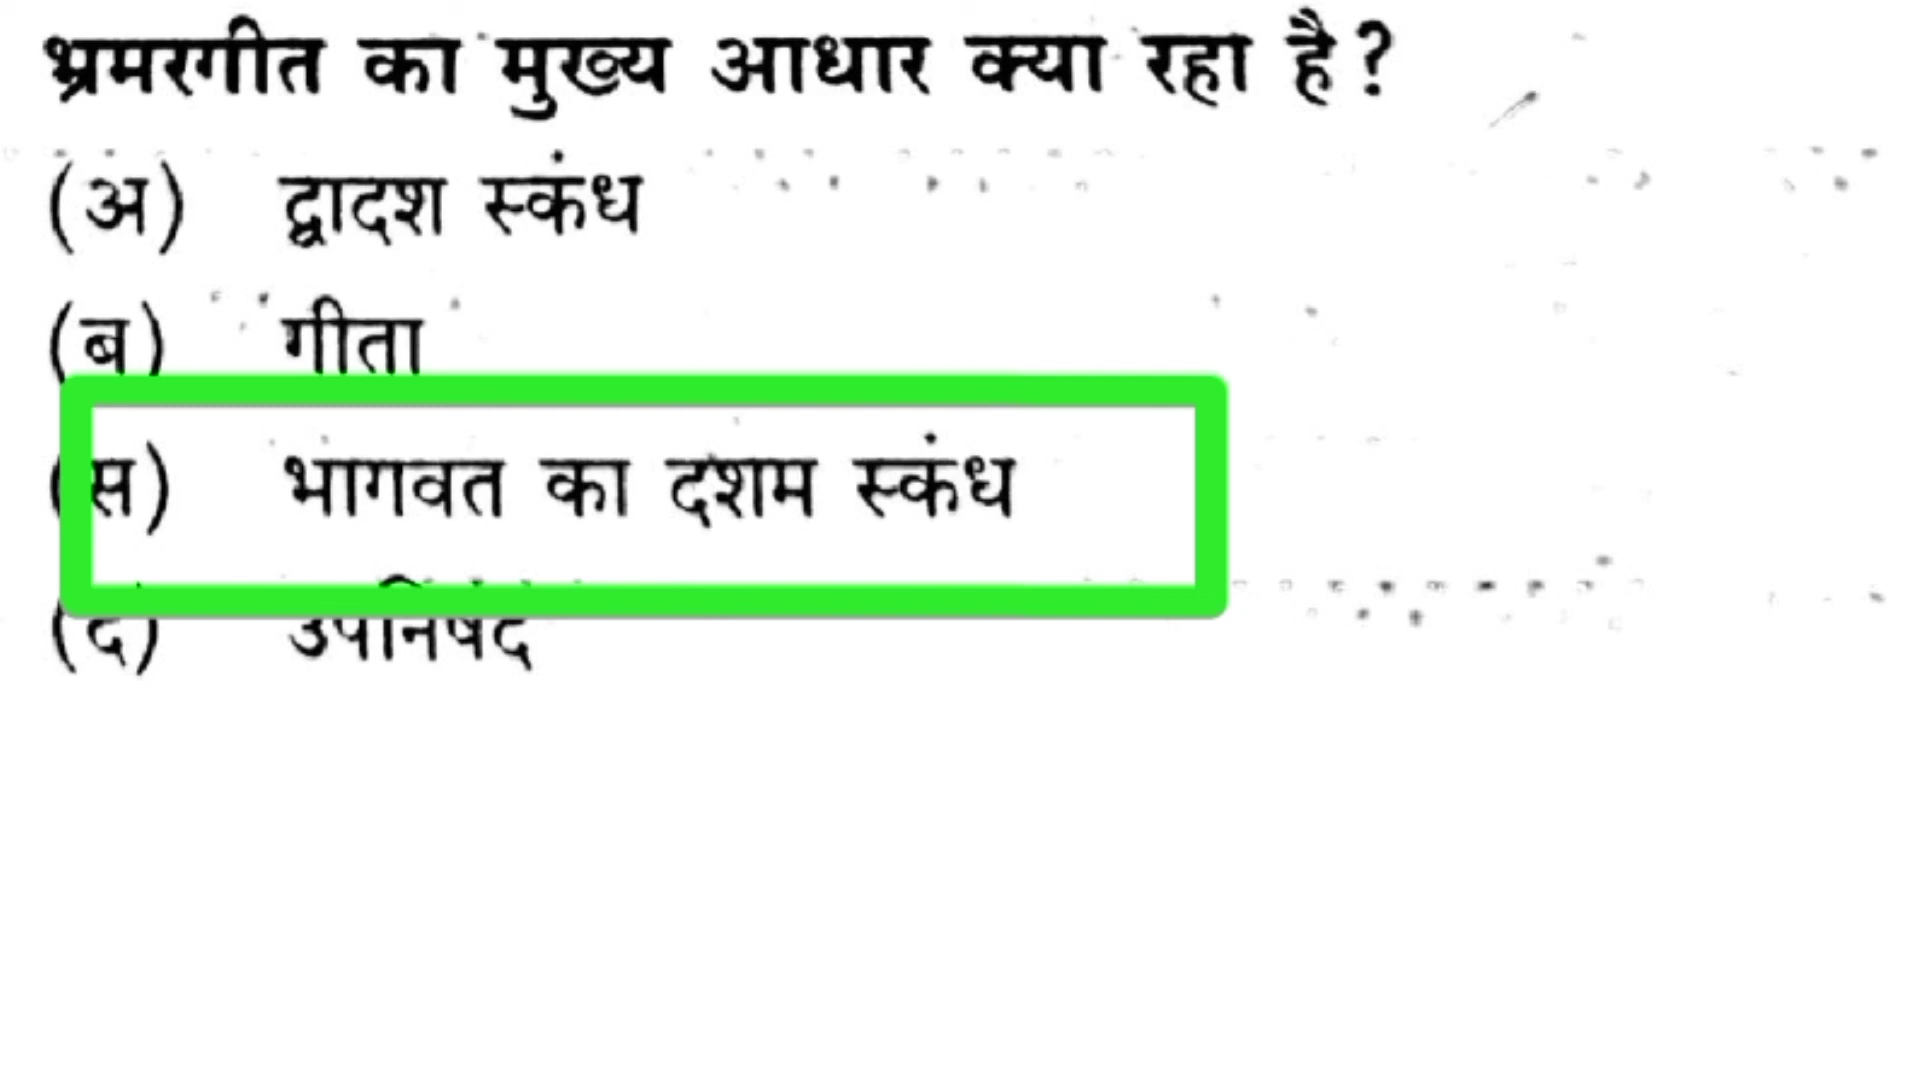 भ्रमरगीत का मुख्य आधार क्या रहा है?
(अ) द्वादश स्कंध
(ब) गीता
(स) भागवत का दशम स्कंध
(द) उपनिषद